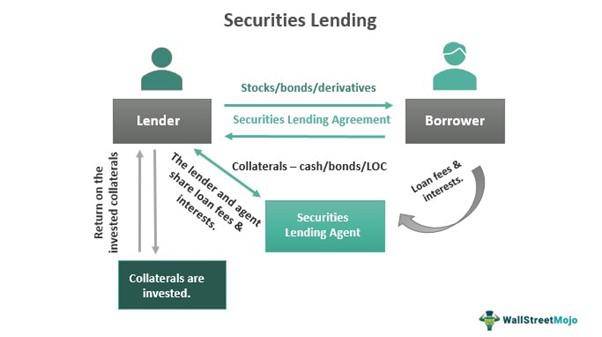 Securities Lending
Stocks/bonds/derivatives
Lender
Securities Lending Agreement
Borrower
Collaterals – cash/bonds/LOC
Return on the
invested collaterals
The lender and agent
share loan fees &
interests.
Loan fees &
interests.
Securities
Lending Agent
Collaterals are
invested.
WallStreetMojo